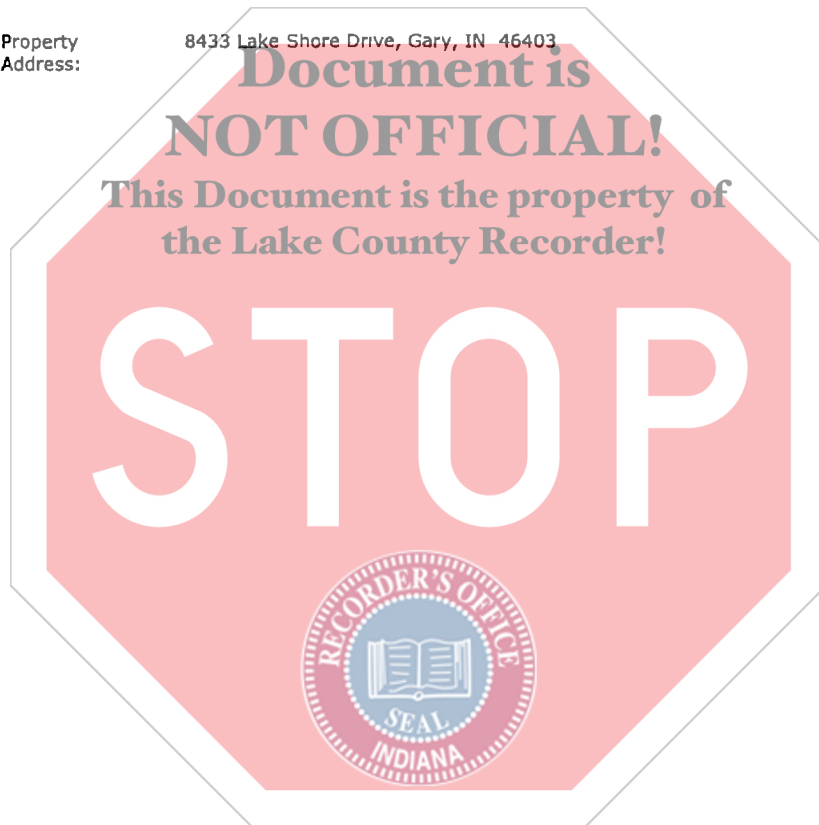 Property 8433 Lake Shore Drive, Gary, IN 46403
Address:
Document is
NOT OFFICIAL!
This Document is the property of
the Lake County Recorder!
STOP
RECORDER'S OFFICE
SEAL
INDIANA